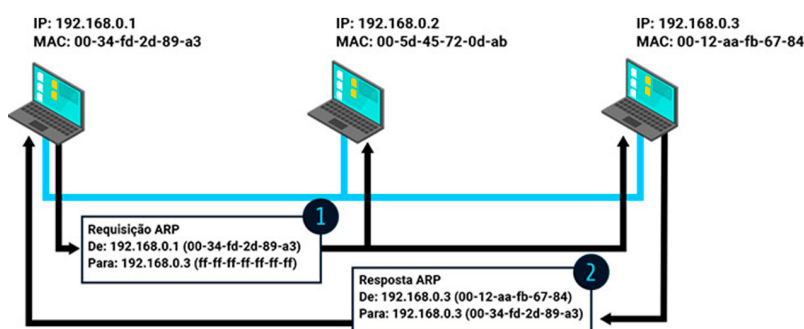 IP: 192.168.0.1
MAC: 00-34-fd-2d-89-a3
IP: 192.168.0.2
MAC: 00-5d-45-72-0d-ab
IP: 192.168.0.3
MAC: 00-12-aa-fb-67-84
1
Requisição ARP
De: 192.168.0.1 (00-34-fd-2d-89-a3)
Para: 192.168.0.3 (ff-ff-ff-ff-ff-ff-ff)
2
Resposta ARP
De: 192.168.0.3 (00-12-aa-fb-67-84)
Para: 192.168.0.3 (00-34-fd-2d-89-a3)